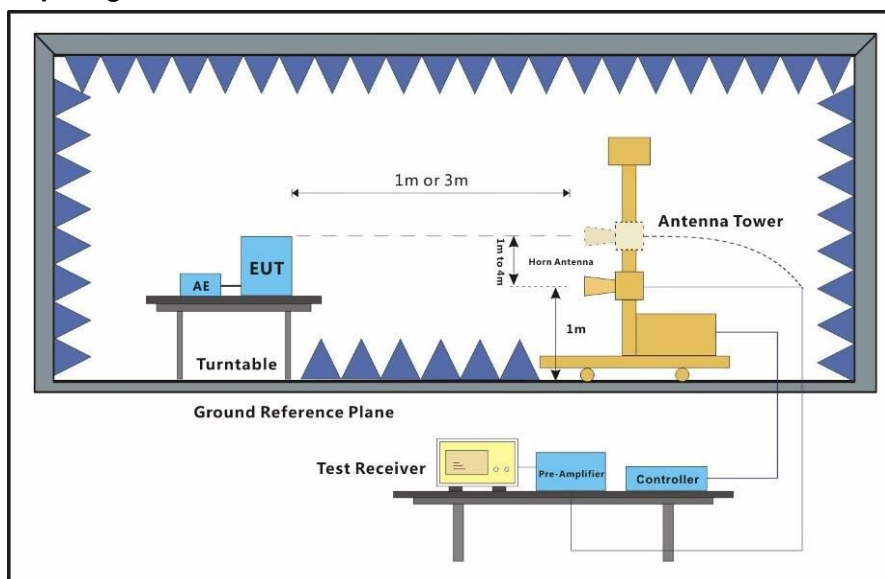 1m or 3m
Antenna Tower
1m to 4m
Horn Antenna
EUT
AE
1m
Turntable
Ground Reference Plane
Test Receiver
Pre-Amplifier
Controller